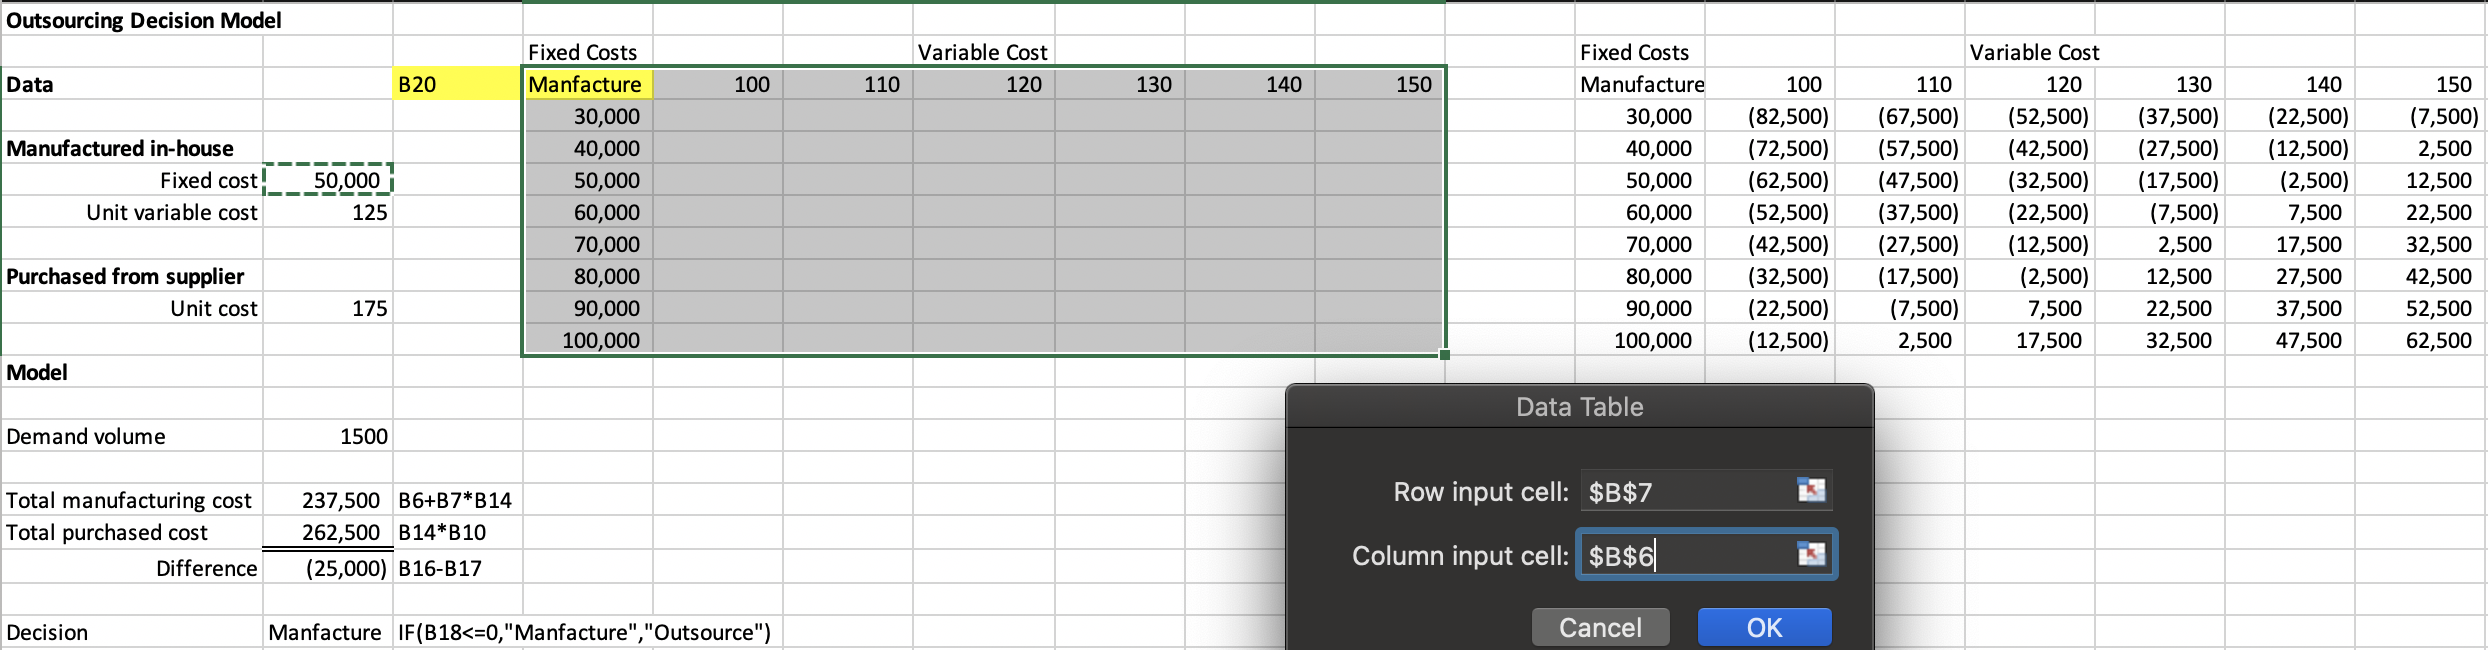 Outsourcing Decision Model
Fixed Costs Variable Cost Fixed Costs Variable Cost
Data B20 Manfacture 100 110 120 130 140 150 Manufacture 100 110 120 130 140 150
30,000 30,000 (82,500) (67,500) (52,500) (37,500) (22,500) (7,500)
Manufactured in-house 40,000 40,000 (72,500) (57,500) (42,500) (27,500) (12,500) 2,500
Fixed cost 50,000 50,000 50,000 (62,500) (47,500) (32,500) (17,500) (2,500) 12,500
Unit variable cost 125 60,000 60,000 (52,500) (37,500) (22,500) (7,500) 7,500 22,500
70,000 70,000 (42,500) (27,500) (12,500) 2,500 17,500 32,500
Purchased from supplier 80,000 80,000 (32,500) (17,500) (2,500) 12,500 27,500 42,500
Unit cost 175 90,000 90,000 (22,500) (7,500) 7,500 22,500 37,500 52,500
100,000 100,000 (12,500) 2,500 17,500 32,500 47,500 62,500
Model
Data Table
Demand volume 1500
Row input cell: $B$7
Total manufacturing cost 237,500 B6+B7*B14
Total purchased cost 262,500 B14*B10
Column input cell: $B$6
Difference (25,000) B16-B17
Decision Manfacture IF(B18<=0,"Manfacture","Outsource")
Cancel OK